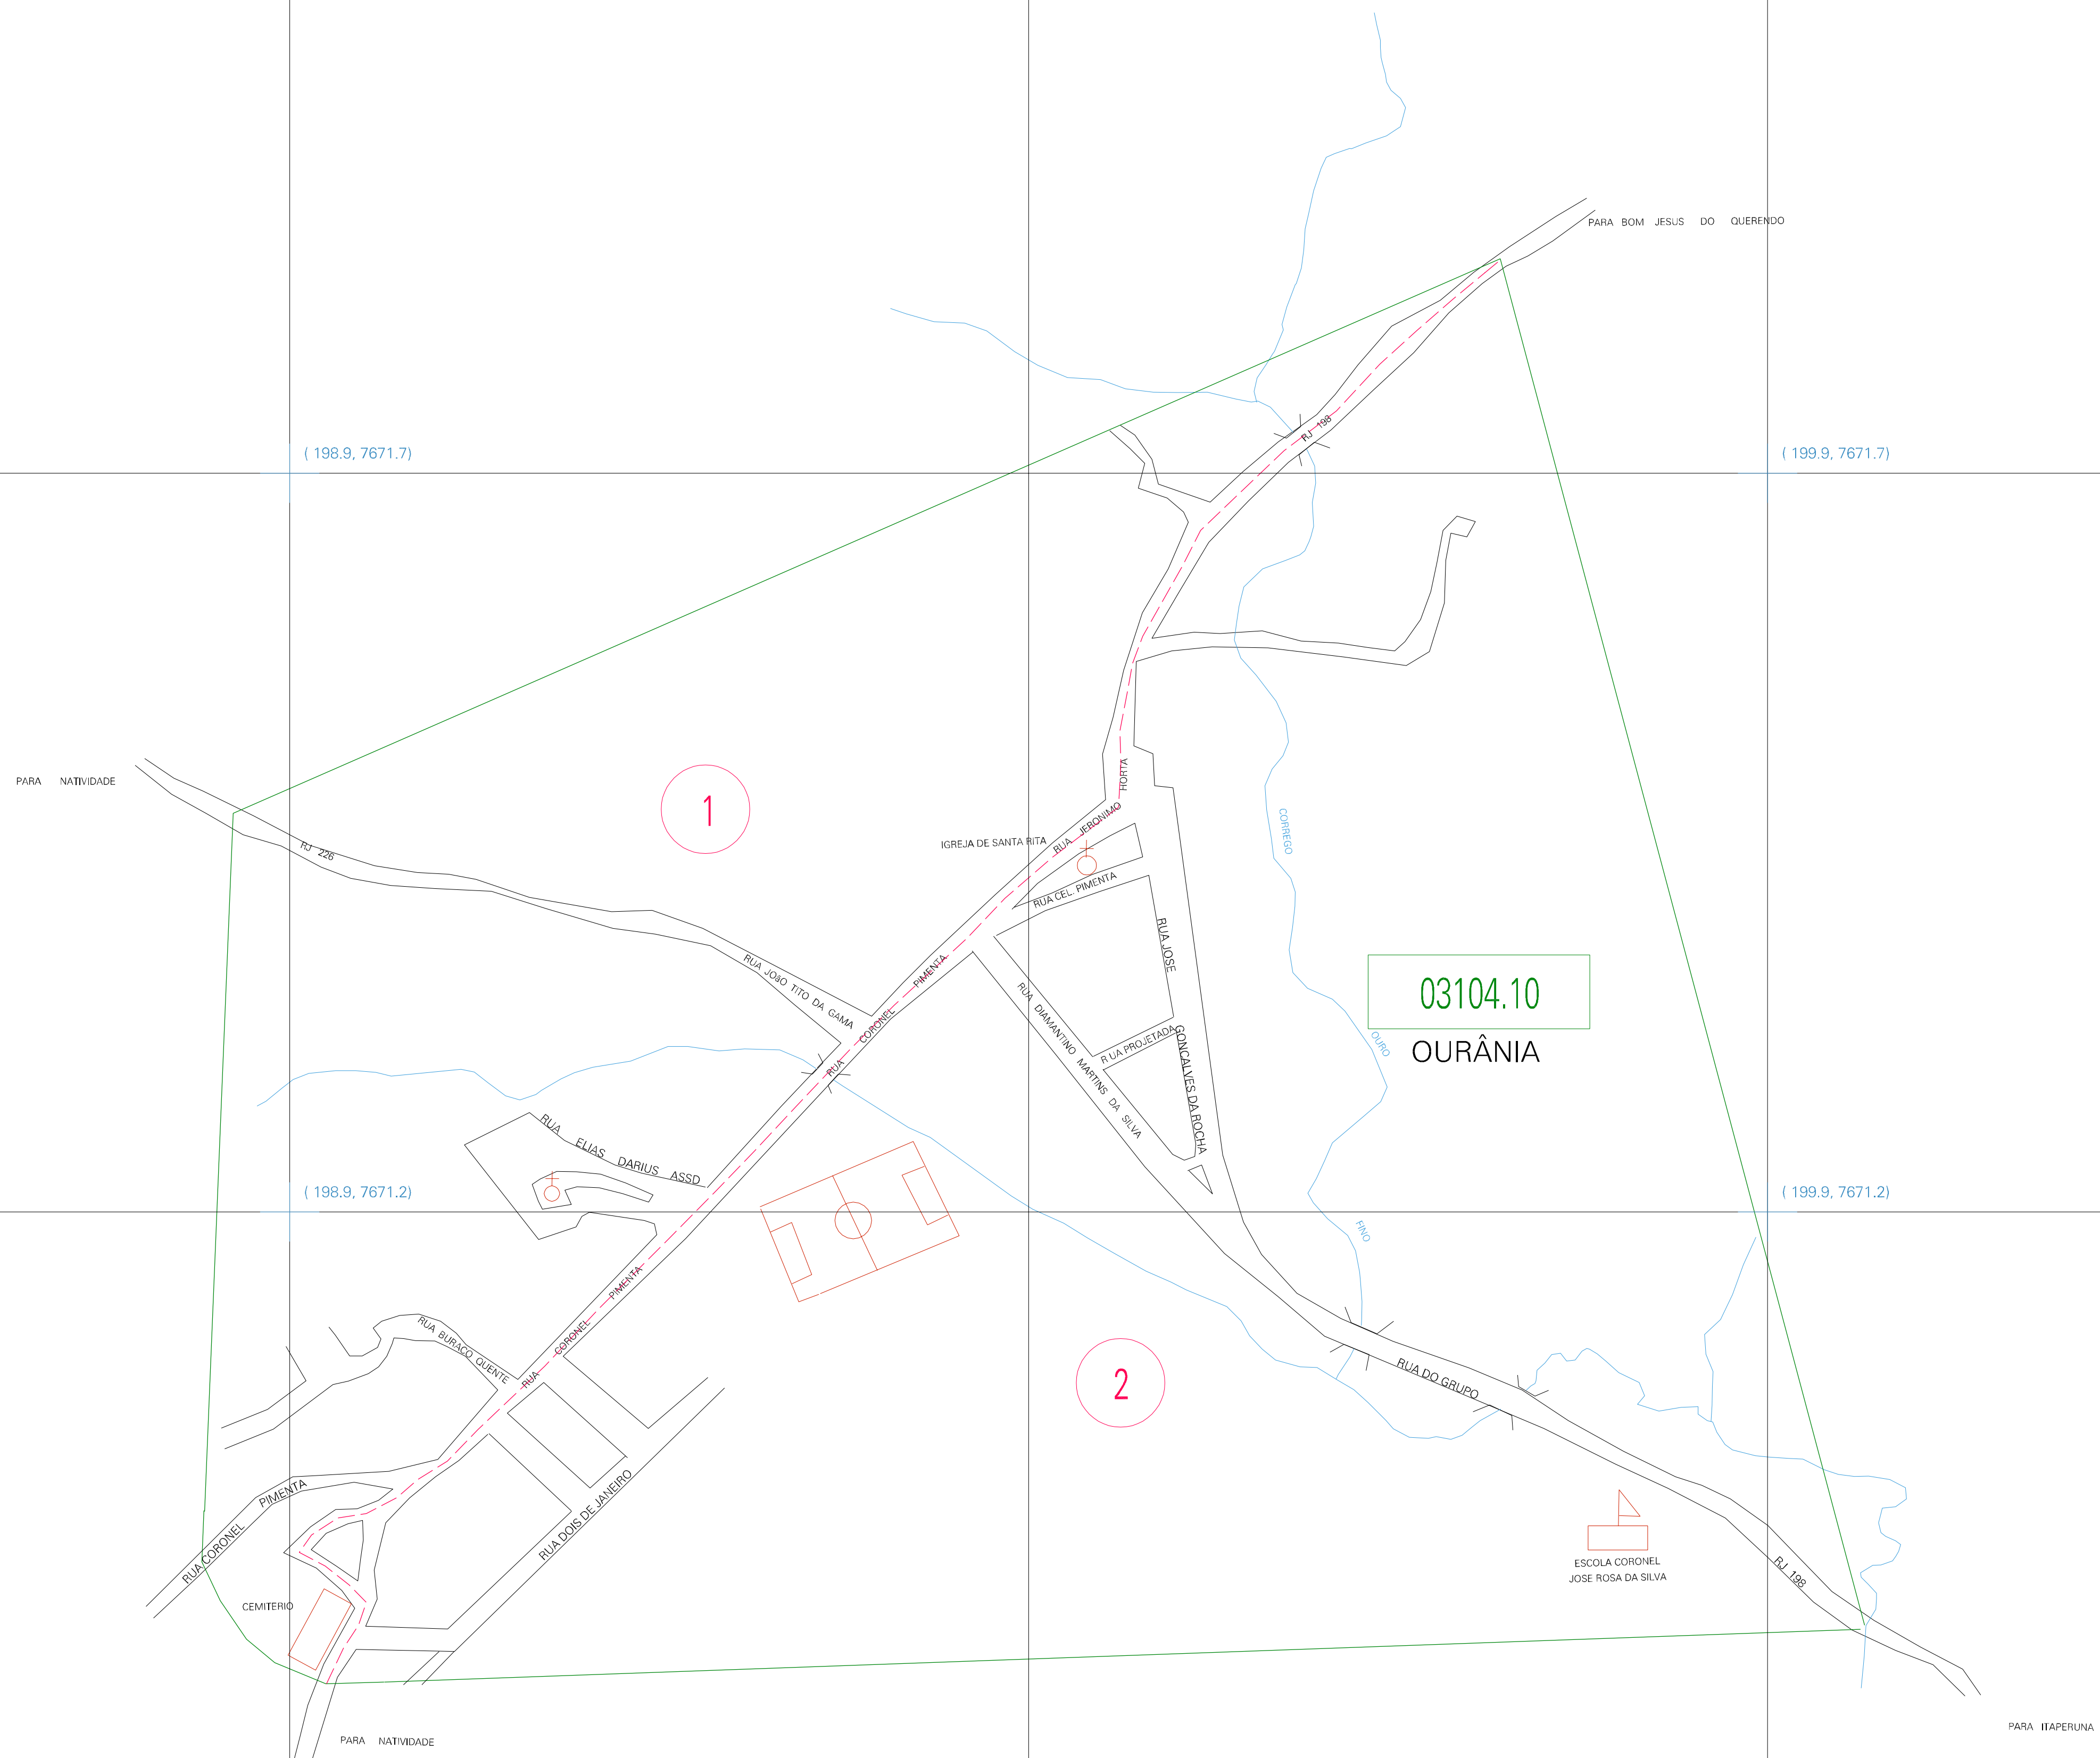 PARA BOM JESUS DO QUERENDO
RJ 198
( 198.9, 7671.7)
( 199.9, 7671.7)
PARA NATIVIDADE
RJ 226
1
HORTA
RUA JERONIMO
IGREJA DE SANTA RITA
RUA CEL. PIMENTA
CORREGO
RUA JOSE
RUA JOãO TITO DA GAMA
PIMENTA
CORONEL
RUA
RUA DIAMANTINO MARTINS DA SILVA
R UA PROJETADA
GONCALVES DA ROCHA
03104.10
OURÂNIA
OURO
RUA ELIAS DARIUS ASSD
( 198.9, 7671.2)
( 199.9, 7671.2)
FINO
PIMENTA
CORONEL
RUA
RUA BURACO QUENTE
2
RUA DO GRUPO
RUA CORONEL PIMENTA
RUA DOIS DE JANEIRO
CEMITERIO
ESCOLA CORONEL
JOSE ROSA DA SILVA
RJ 198
PARA NATIVIDADE
PARA ITAPERUNA